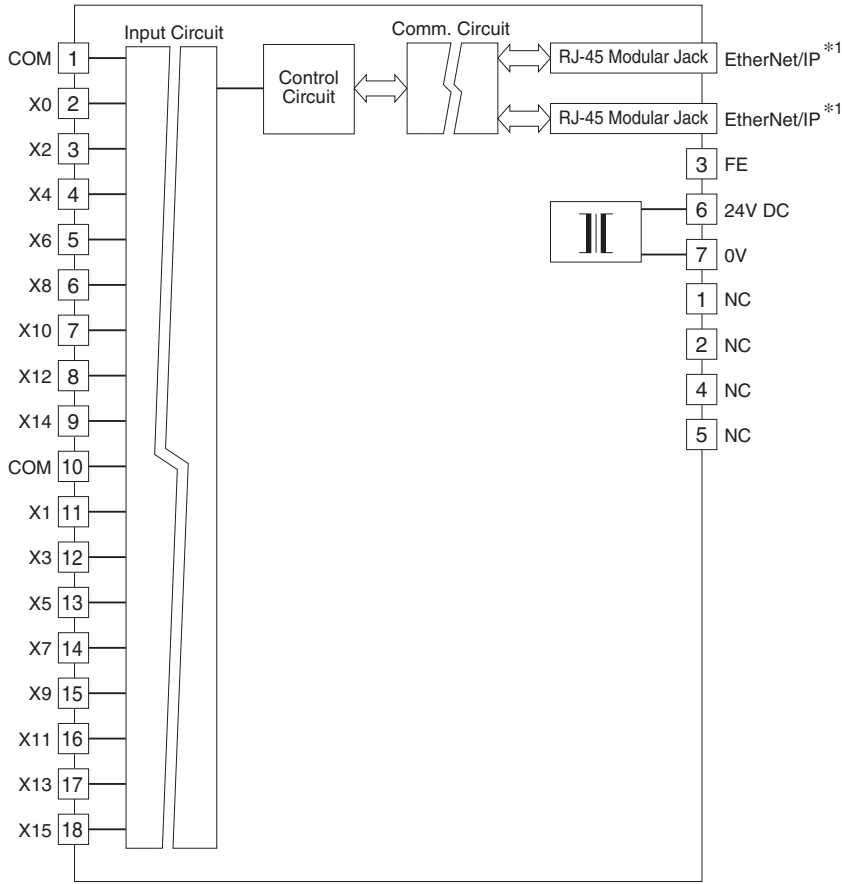 Input Circuit
Comm. Circuit
COM 1
X0 2
X2 3
X4 4
X6 5
X8 6
X10 7
X12 8
X14 9
COM 10
X1 11
X3 12
X5 13
X7 14
X9 15
X11 16
X13 17
X15 18
Control
Circuit
RJ-45 Modular Jack EtherNet/IP *1
RJ-45 Modular Jack EtherNet/IP *1
3 FE
6 24V DC
7 0V
1 NC
2 NC
4 NC
5 NC